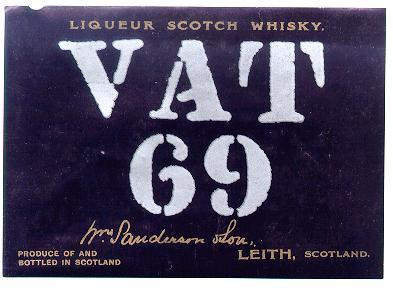 LIQUEUR SCOTCH WHISKY.
VAT
69
Wm Sanderson & Son,
PRODUCE OF AND
BOTTLED IN SCOTLAND
LEITH, SCOTLAND.